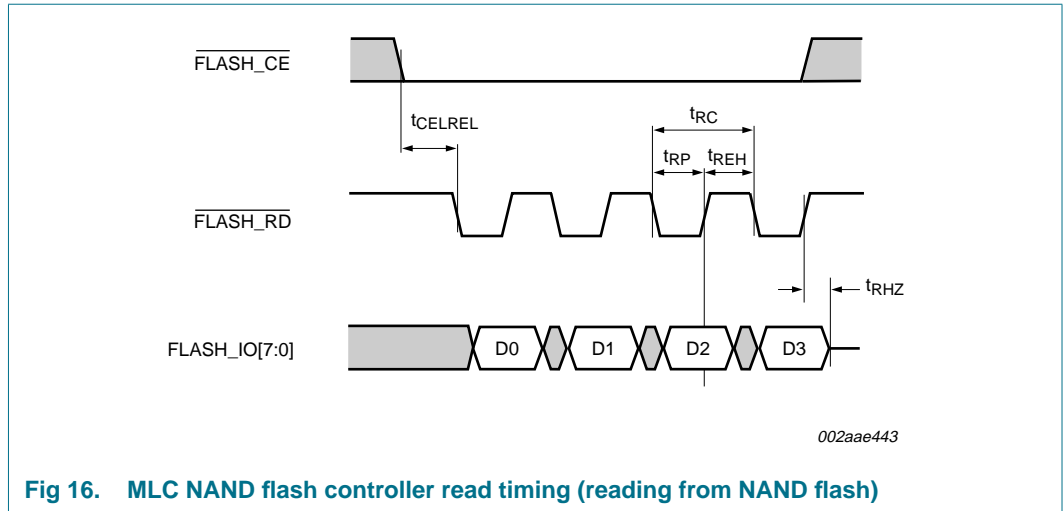 FLASH_CE
tCELREL
tRC
tRP
tREH
FLASH_RD
tRHZ
FLASH_IO[7:0]
D0
D1
D2
D3
002aae443
Fig 16. MLC NAND flash controller read timing (reading from NAND flash)